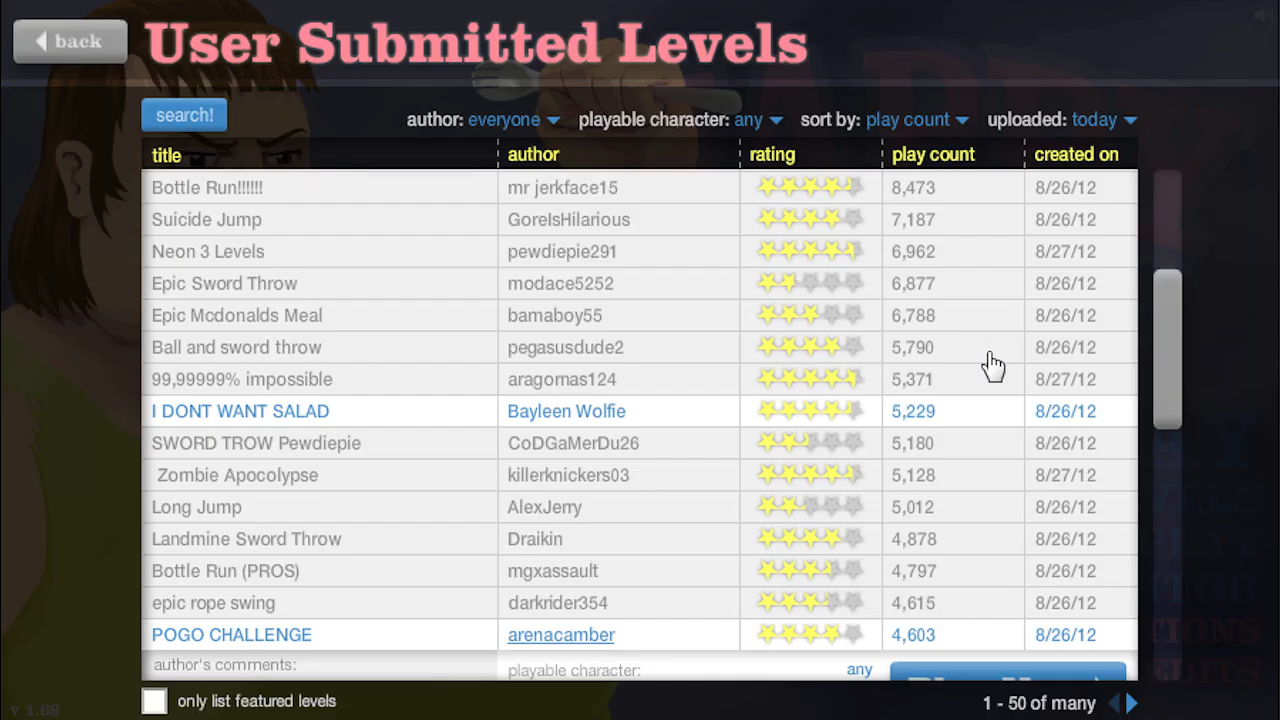 back
User Submitted Levels
search!
author: everyone playable character: any sort by: play count uploaded: today
title author rating play count created on
Bottle Run!!!!!! mr jerkface15 8,473 8/26/12
Suicide Jump GoreIsHilarious 7,187 8/26/12
Neon 3 Levels pewdiepie291 6,962 8/27/12
Epic Sword Throw modace5252 6,877 8/26/12
Epic Mcdonalds Meal bamaboy55 6,788 8/26/12
Ball and sword throw pegasusdude2 5,790 8/26/12
99,99999% impossible aragomas124 5,371 8/27/12
I DONT WANT SALAD Bayleen Wolfie 5,229 8/26/12
SWORD TROW Pewdiepie CoDGaMerDu26 5,180 8/26/12
Zombie Apocolypse killerknickers03 5,128 8/27/12
Long Jump AlexJerry 5,012 8/26/12
Landmine Sword Throw Draikin 4,878 8/26/12
Bottle Run (PROS) mgxassault 4,797 8/26/12
epic rope swing darkrider354 4,615 8/26/12
POGO CHALLENGE arenacamber 4,603 8/26/12
author's comments: playable character: any
only list featured levels 1 - 50 of many
v 1.69